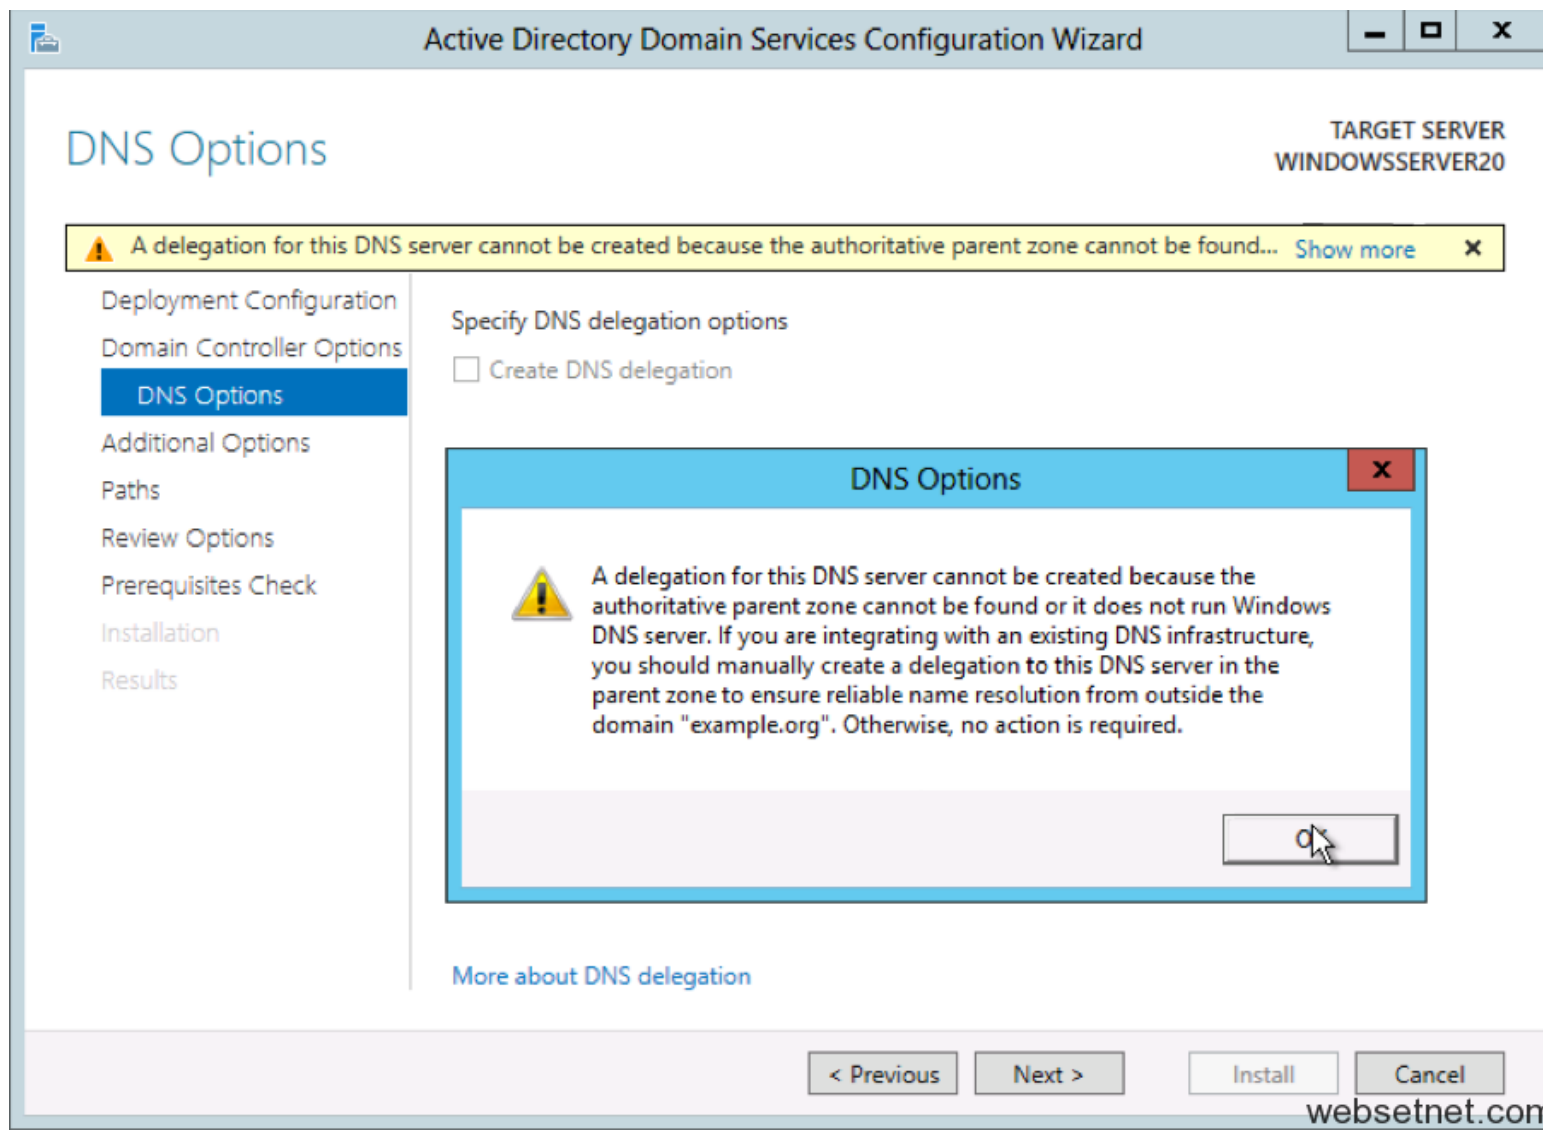 Active Directory Domain Services Configuration Wizard
DNS Options
TARGET SERVER
WINDOWSSERVER20
A delegation for this DNS server cannot be created because the authoritative parent zone cannot be found... Show more
Deployment Configuration
Domain Controller Options
DNS Options
Additional Options
Paths
Review Options
Prerequisites Check
Installation
Results
Specify DNS delegation options
Create DNS delegation
DNS Options
A delegation for this DNS server cannot be created because the
authoritative parent zone cannot be found or it does not run Windows
DNS server. If you are integrating with an existing DNS infrastructure,
you should manually create a delegation to this DNS server in the
parent zone to ensure reliable name resolution from outside the
domain "example.org". Otherwise, no action is required.
OK
More about DNS delegation
< Previous
Next >
Install
Cancel
websetnet.com